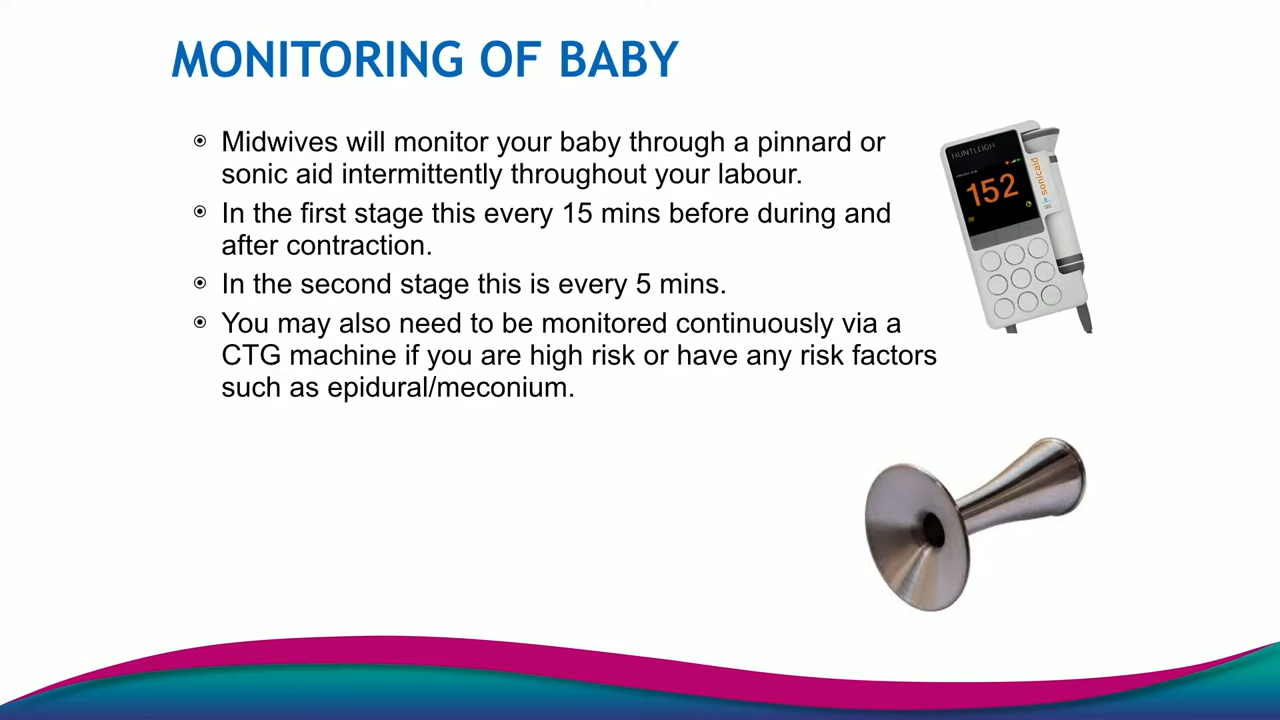 MONITORING OF BABY
Midwives will monitor your baby through a pinnard or
sonic aid intermittently throughout your labour.
In the first stage this every 15 mins before during and
after contraction.
In the second stage this is every 5 mins.
You may also need to be monitored continuously via a
CTG machine if you are high risk or have any risk factors
such as epidural/meconium.
HUNTLEIGH
152
sonicaid